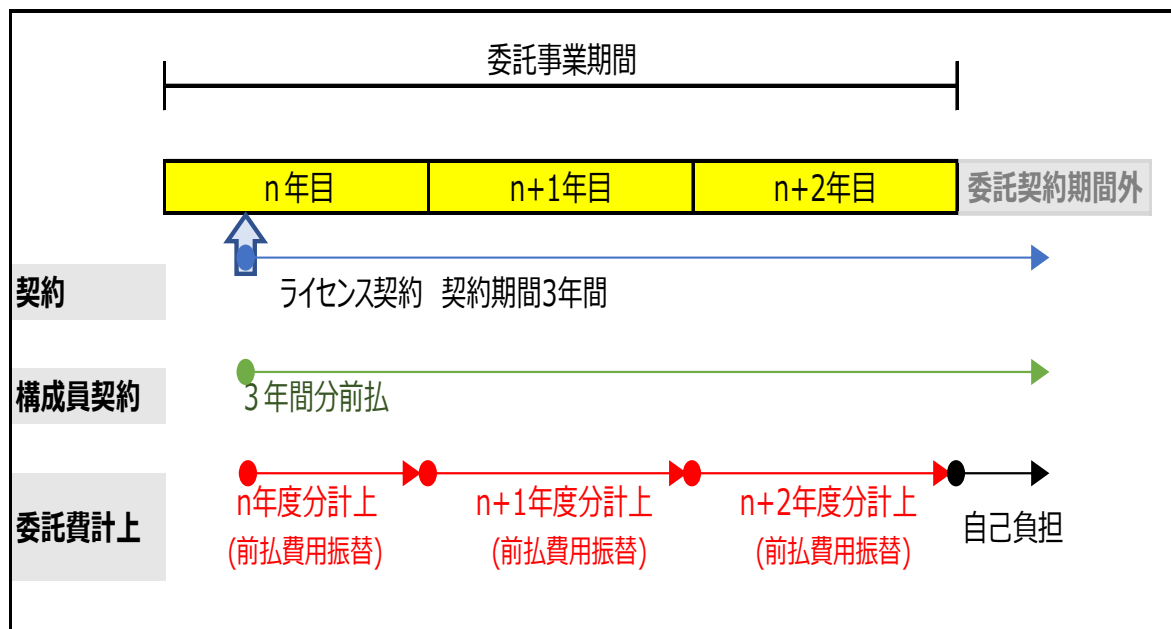 委託事業期間
n年目
n+1年目
n+2年目
委託契約期間外
契約
ライセンス契約 契約期間3年間
構成員契約
3年間分前払
委託費計上
n年度分計上
(前払費用振替)
n+1年度分計上
(前払費用振替)
n+2年度分計上
(前払費用振替)
自己負担